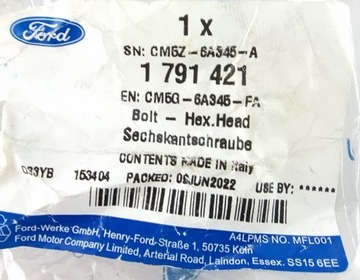 Ford
1 x
SN: CM5Z-6A345-A
1 791 421
EN: CM5G-6A345-FA
Bolt - Hex.Head
Sechskantschraube
CONTENTS MADE IN Italy
D33YB 153404 PACKED: 06JUN2022 USE BY: ******
A4LPMS NO. MFL001
Ford-Werke GmbH, Henry-Ford-Straße 1, 50735 Köln
Ford Motor Company Limited, Arterial Road, Laindon, Essex. SS15 6EE